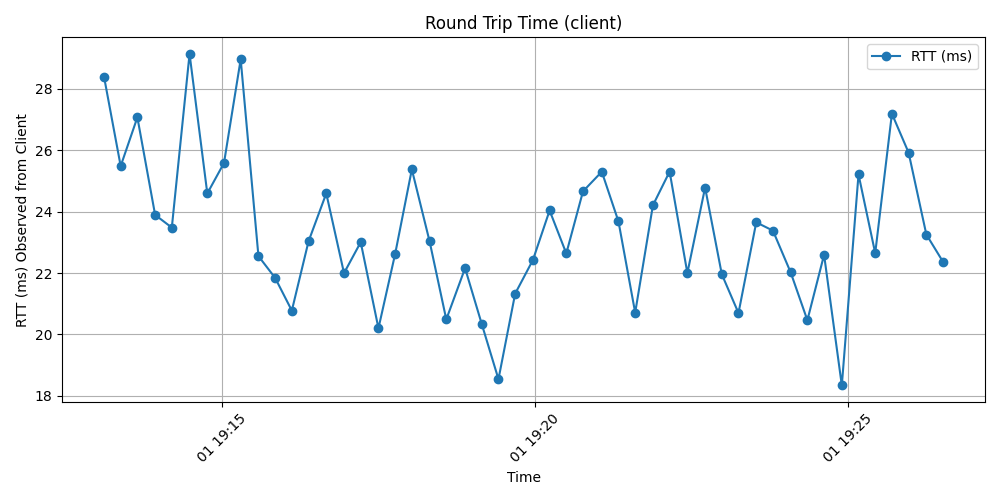 Round Trip Time (client)
RTT (ms)
RTT (ms) Observed from Client
28
26
24
22
20
18
01 19:15
01 19:20
01 19:25
Time